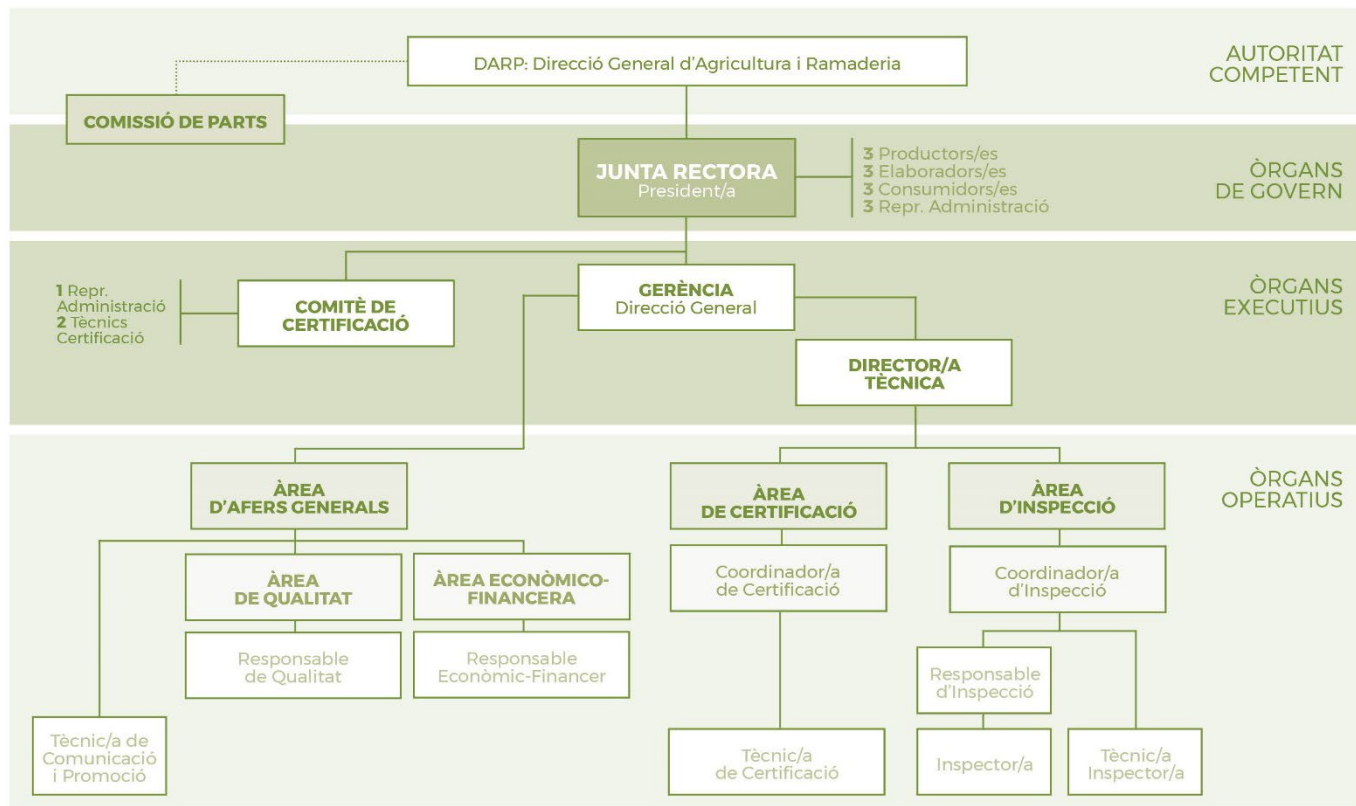 DARP: Direcció General d'Agricultura i Ramaderia
AUTORITAT
COMPETENT
COMISSIÓ DE PARTS
JUNTA RECTORA
President/a
3 Productors/es
3 Elaboradors/es
3 Consumidors/es
3 Repr. Administració
ÒRGANS
DE GOVERN
1 Repr.
Administració
2 Tècnics
Certificació
COMITÈ DE
CERTIFICACIÓ
GERÈNCIA
Direcció General
ÒRGANS
EXECUTIUS
DIRECTOR/A
TÈCNICA
ÀREA
D'AFERS GENERALS
ÀREA
DE CERTIFICACIÓ
ÀREA
D'INSPECCIÓ
ÒRGANS
OPERATIUS
ÀREA
DE QUALITAT
ÀREA ECONÒMICO-
FINANCERA
Coordinador/a
de Certificació
Coordinador/a
d'Inspecció
Responsable
de Qualitat
Responsable
Econòmic-Financer
Responsable
d'Inspecció
Tècnic/a de
Comunicació
i Promoció
Tècnic/a
de Certificació
Inspector/a
Tècnic/a
Inspector/a